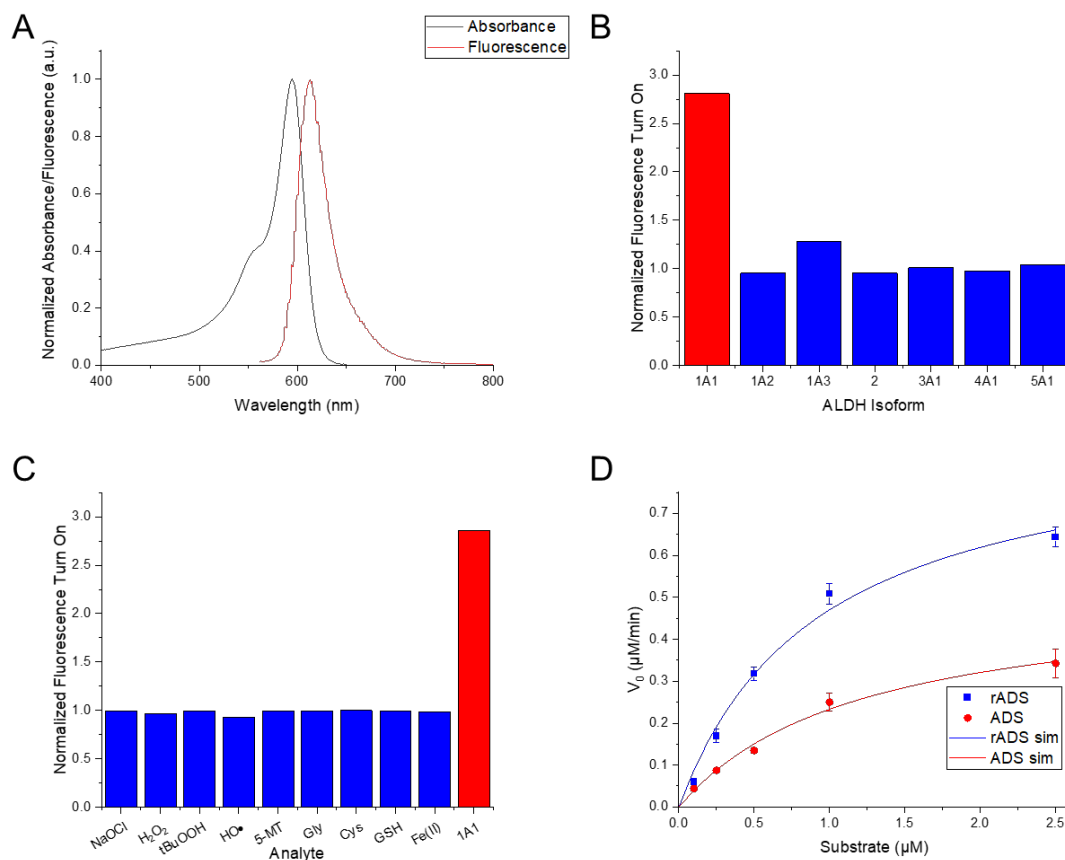 A
Absorbance
Fluorescence
Normalized Absorbance/Fluorescence (a.u.)
1.0
0.8
0.6
0.4
0.2
0.0
400 500 600 700 800
Wavelength (nm)
B
Normalized Fluorescence Turn On
3.0
2.5
2.0
1.5
1.0
0.5
0.0
1A1 1A2 1A3 2 3A1 4A1 5A1
ALDH Isoform
C
Normalized Fluorescence Turn On
3.0
2.5
2.0
1.5
1.0
0.5
0.0
NaOCl H₂O₂ tBuOOH HO• 5-MT Gly Cys GSH Fe(II) 1A1
Analyte
D
V₀ (µM/min)
0.7
0.6
0.5
0.4
0.3
0.2
0.1
0.0
rADS
ADS
rADS sim
ADS sim
0.0 0.5 1.0 1.5 2.0 2.5
Substrate (µM)